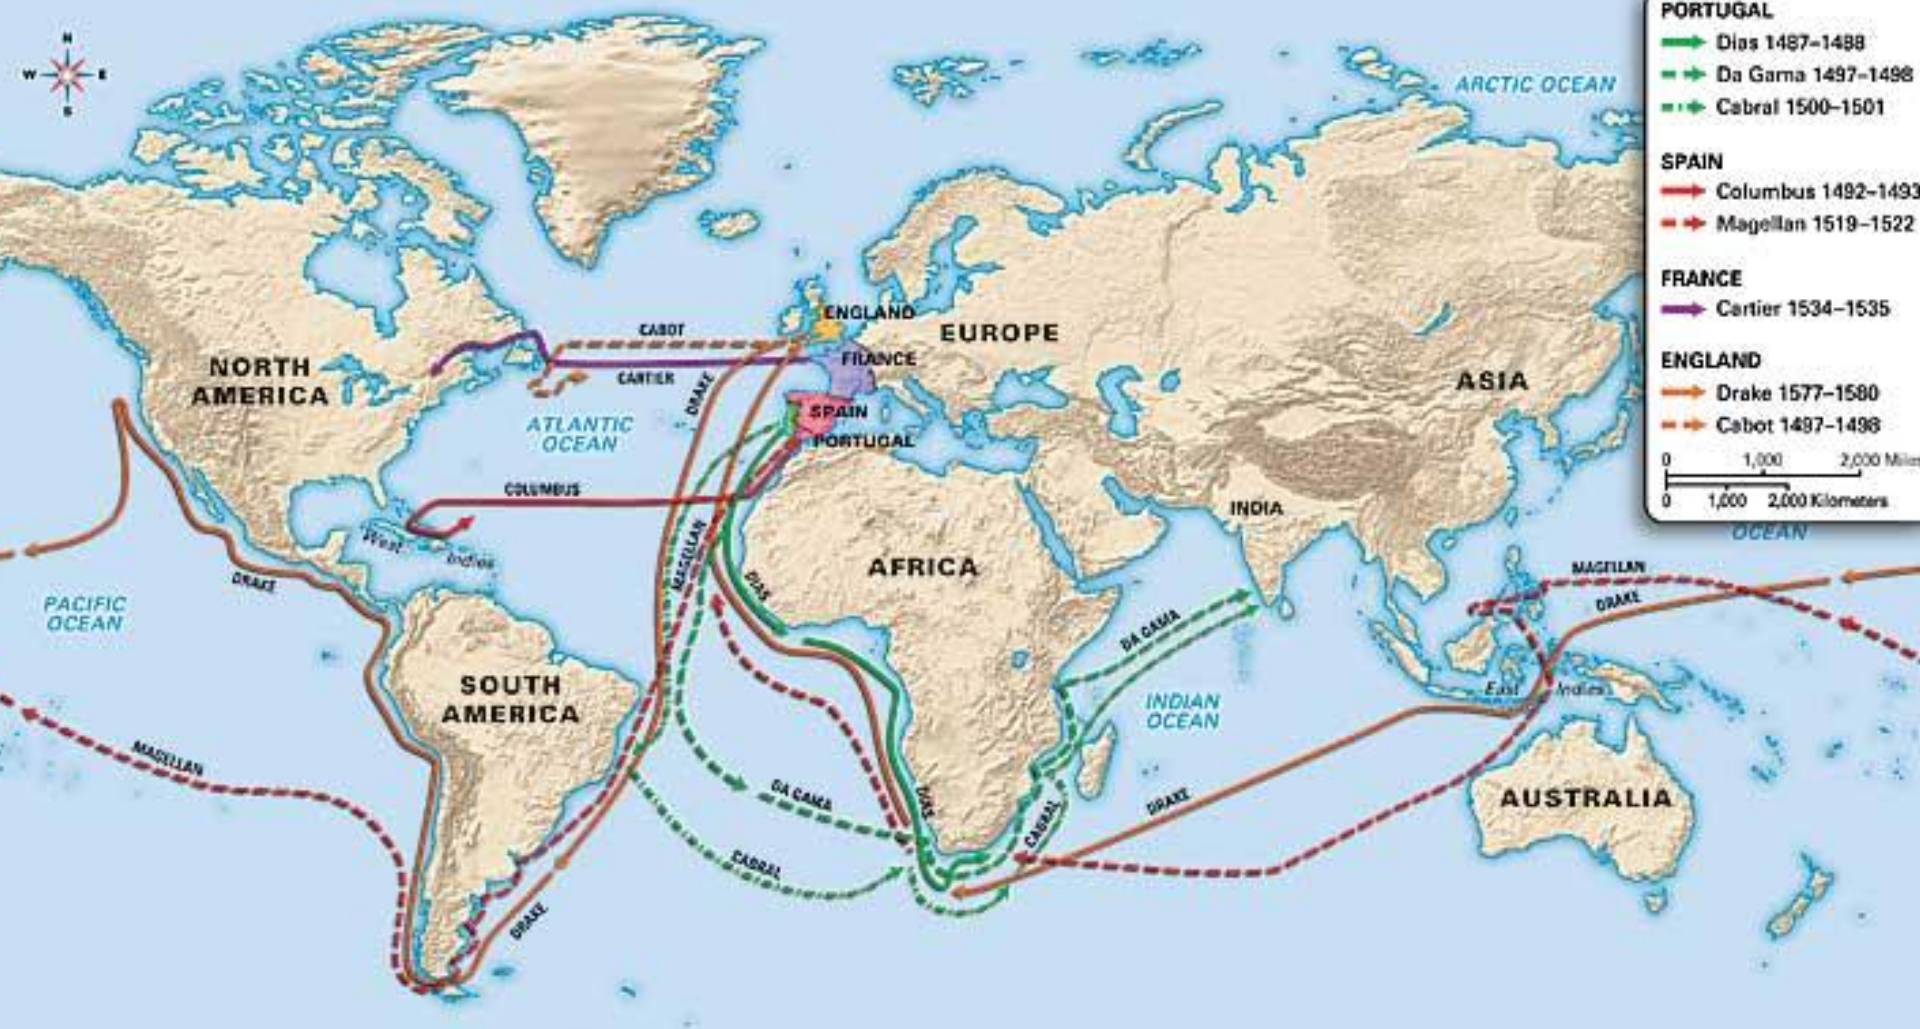 N
W E
S
ARCTIC OCEAN
PORTUGAL
Dias 1487–1488
Da Gama 1497–1498
Cabral 1500–1501
SPAIN
Columbus 1492–1493
Magellan 1519–1522
FRANCE
Cartier 1534–1535
ENGLAND
Drake 1577–1580
Cabot 1497–1498
0 1,000 2,000 Miles
0 1,000 2,000 Kilometers
OCEAN
ENGLAND
EUROPE
CABOT
FRANCE
NORTH
AMERICA
CARTIER
DRAKE
ASIA
SPAIN
ATLANTIC
OCEAN
PORTUGAL
COLUMBUS
INDIA
West Indies
MAGELLAN
AFRICA
DIAS
DRAKE
MAGELLAN
DRAKE
PACIFIC
OCEAN
DA GAMA
SOUTH
AMERICA
INDIAN
OCEAN
East Indies
MAGELLAN
DA GAMA
DIAS
DRAKE
AUSTRALIA
CABRAL
CABRAL
DRAKE